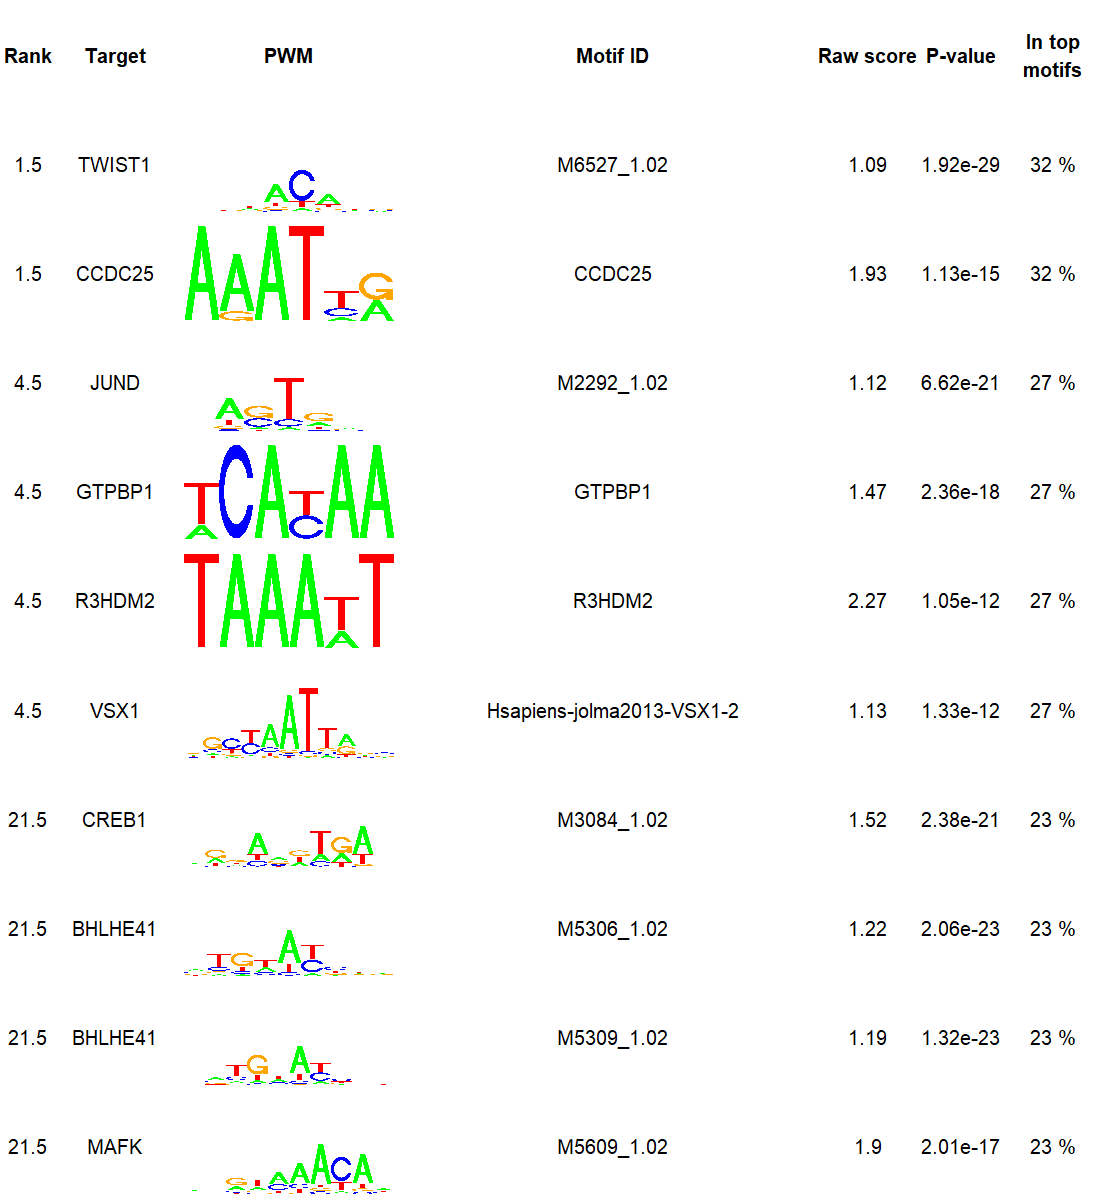 Rank Target PWM Motif ID Raw score P-value In top motifs
1.5 TWIST1 M6527_1.02 1.09 1.92e-29 32 %
1.5 CCDC25 CCDC25 1.93 1.13e-15 32 %
4.5 JUND M2292_1.02 1.12 6.62e-21 27 %
4.5 GTPBP1 GTPBP1 1.47 2.36e-18 27 %
4.5 R3HDM2 R3HDM2 2.27 1.05e-12 27 %
4.5 VSX1 Hsapiens-jolma2013-VSX1-2 1.13 1.33e-12 27 %
21.5 CREB1 M3084_1.02 1.52 2.38e-21 23 %
21.5 BHLHE41 M5306_1.02 1.22 2.06e-23 23 %
21.5 BHLHE41 M5309_1.02 1.19 1.32e-23 23 %
21.5 MAFK M5609_1.02 1.9 2.01e-17 23 %